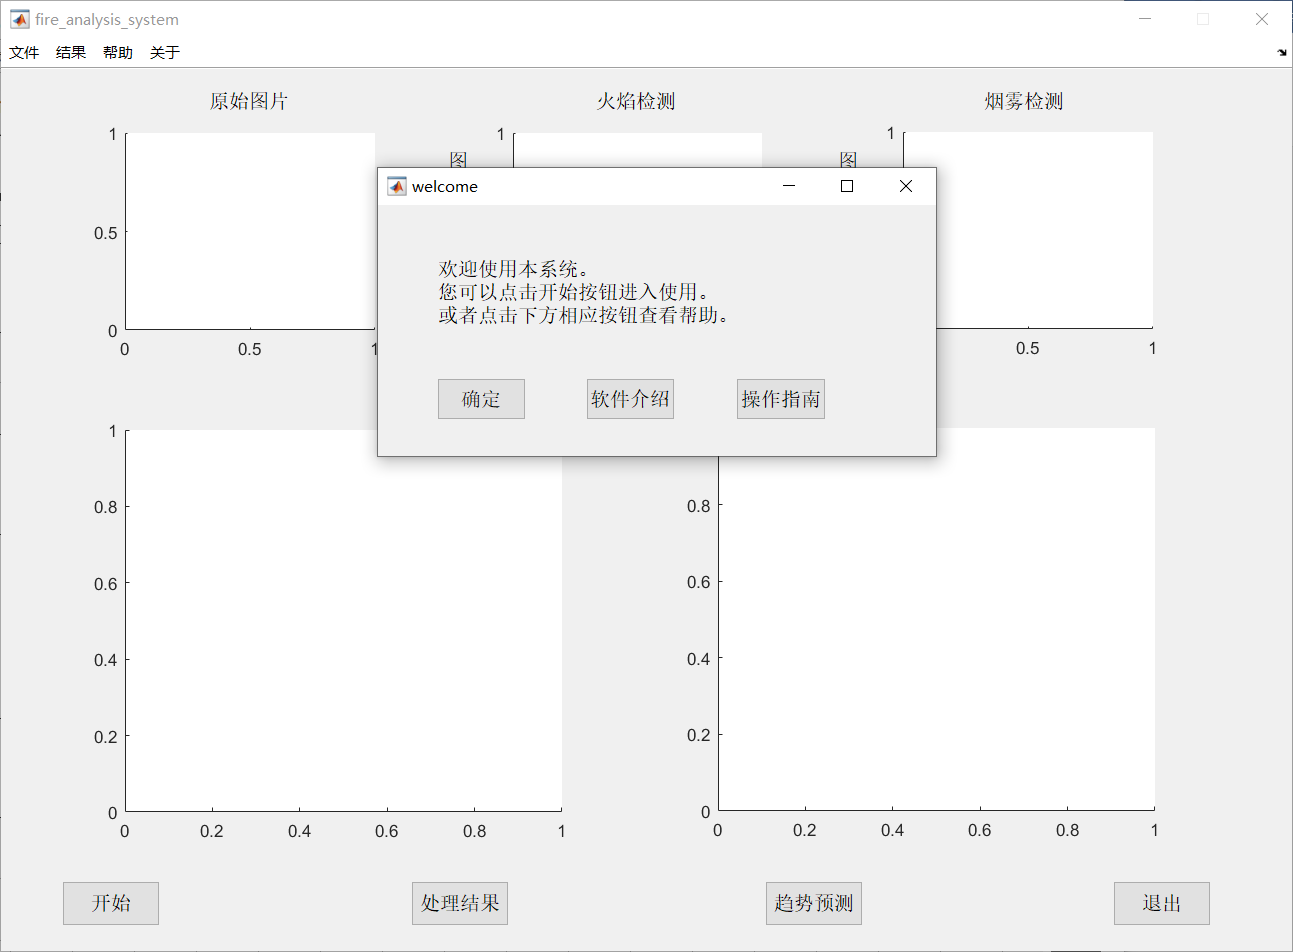 fire_analysis_system
文件 结果 帮助 关于
原始图片 火焰检测 烟雾检测
1
0.5
0
0 0.5 1
1
图
图
1
0.5 1
welcome
欢迎使用本系统。
您可以点击开始按钮进入使用。
或者点击下方相应按钮查看帮助。
确定 软件介绍 操作指南
1
0.8
0.6
0.4
0.2
0
0 0.2 0.4 0.6 0.8 1
0.8
0.6
0.4
0.2
0
0 0.2 0.4 0.6 0.8 1
开始 处理结果 趋势预测 退出